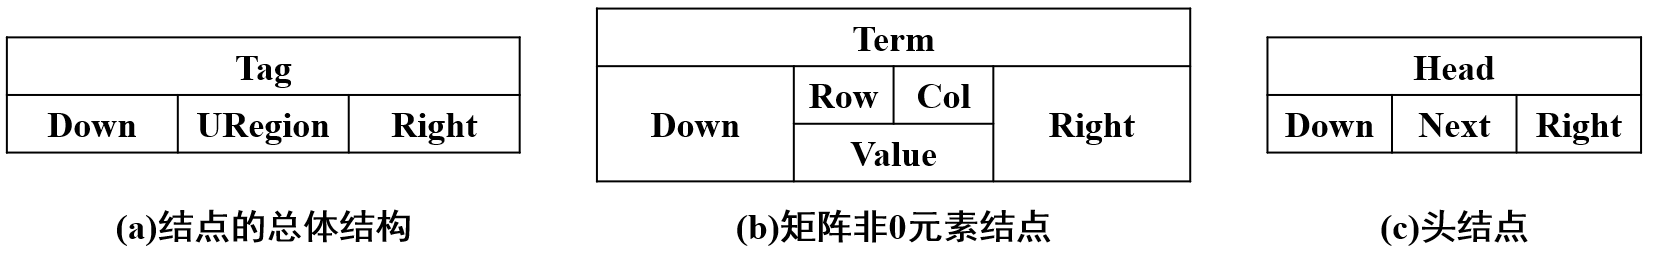 Tag
Down URegion Right
(a)结点的总体结构
Term
Down Row Col Right
Value
(b)矩阵非0元素结点
Head
Down Next Right
(c)头结点